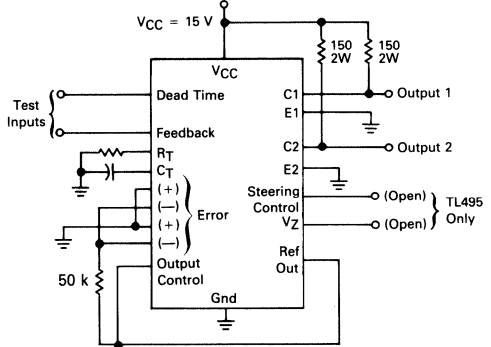 VCC = 15 V
150
2W
150
2W
VCC
Test
Inputs
Dead Time
Feedback
RT
CT
(+)
(—)
(+)
(—)
Error
Output
Control
50 k
Gnd
C1
E1
C2
E2
Steering
Control
VZ
Ref
Out
Output 1
Output 2
(Open)
(Open)
TL495
Only